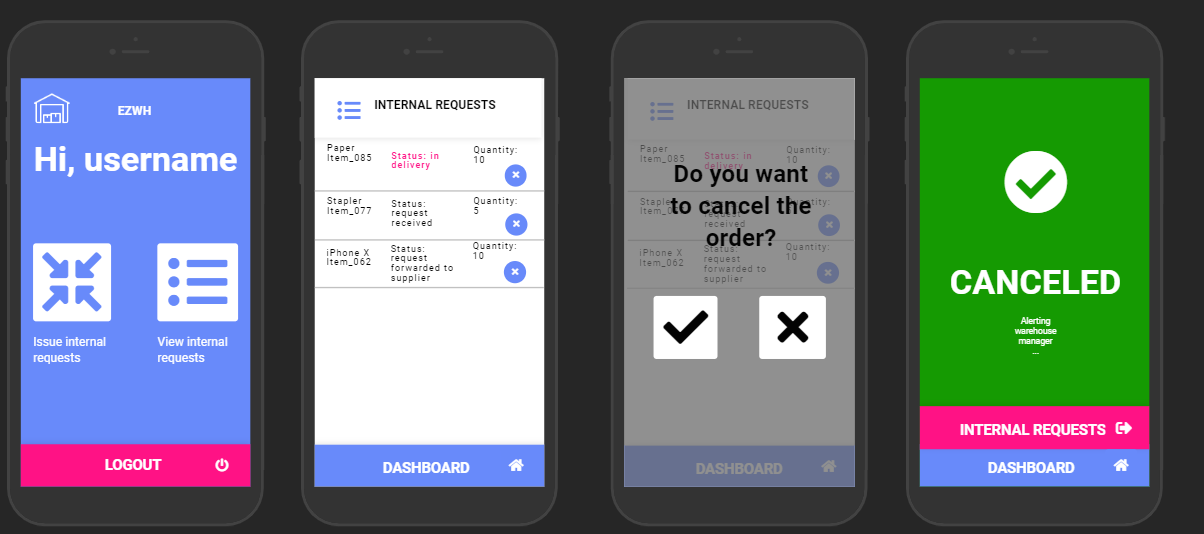 EZWH
Hi, username
Issue internal
requests
View internal
requests
LOGOUT
INTERNAL REQUESTS
Paper
Item_085
Status: in
delivery
Quantity:
10
Stapler
Item_077
Status:
request
received
Quantity:
5
iPhone X
Item_062
Status:
request
forwarded to
supplier
Quantity:
10
DASHBOARD
INTERNAL REQUESTS
Paper
Item_085
Status: in
delivery
Quantity:
10
Do you want
to cancel the
order?
Stapler
Item_0
Status:
request
received
Quantity:
iPhone X
Item_062
Status:
request
forwarded to
supplier
Quantity:
10
DASHBOARD
CANCELED
Alerting
warehouse
manager
...
INTERNAL REQUESTS
DASHBOARD